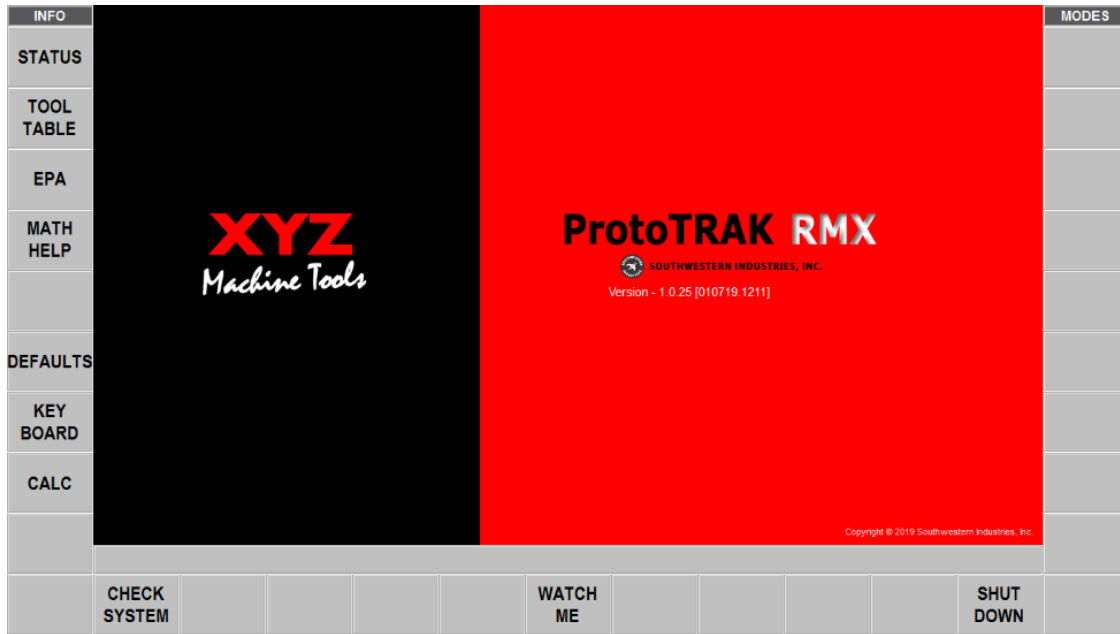 INFO
MODES
STATUS
TOOL
TABLE
EPA
MATH
HELP
DEFAULTS
KEY
BOARD
CALC
XYZ
Machine Tools
ProtoTRAK RMX
SOUTHWESTERN INDUSTRIES, INC.
Version - 1.0.25 [010719.1211]
Copyright © 2019 Southwestern Industries, Inc.
CHECK
SYSTEM
WATCH
ME
SHUT
DOWN